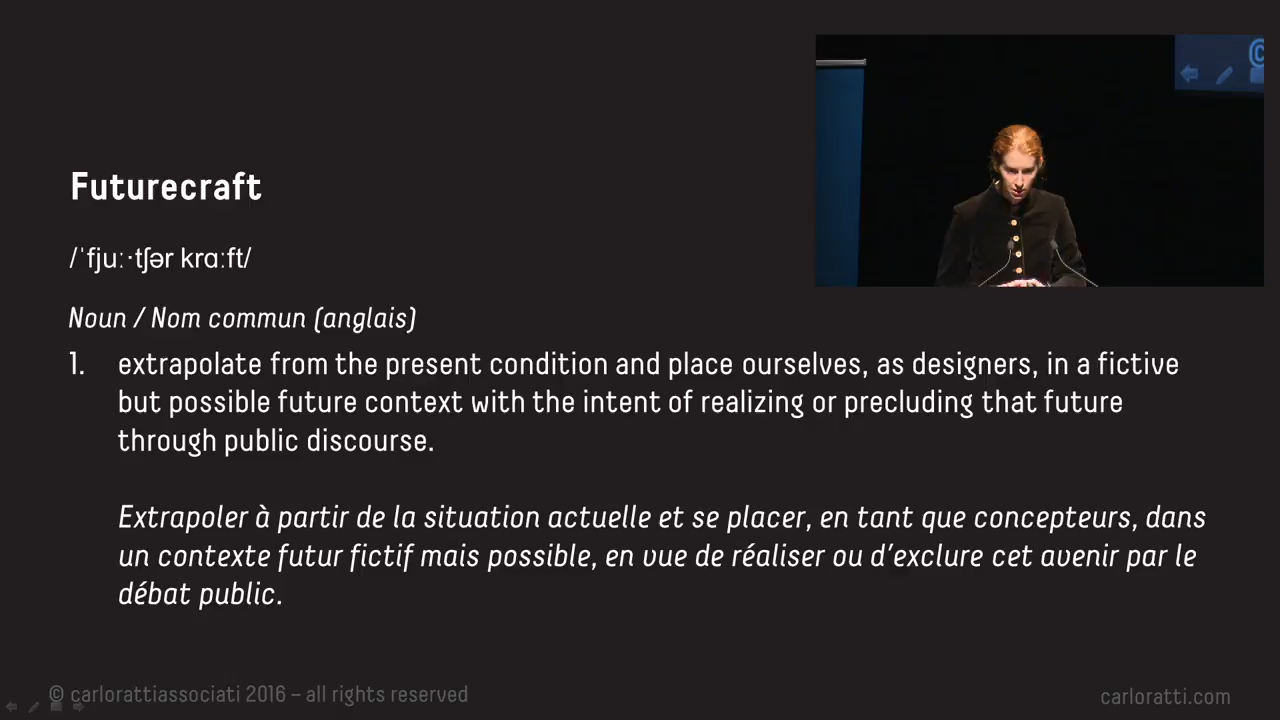 Futurecraft
/ˈfjuː·tʃər krɑːft/
Noun / Nom commun (anglais)
1. extrapolate from the present condition and place ourselves, as designers, in a fictive
but possible future context with the intent of realizing or precluding that future
through public discourse.
Extrapoler à partir de la situation actuelle et se placer, en tant que concepteurs, dans
un contexte futur fictif mais possible, en vue de réaliser ou d'exclure cet avenir par le
débat public.
© carlorattiassociati 2016 – all rights reserved
carloratti.com
©